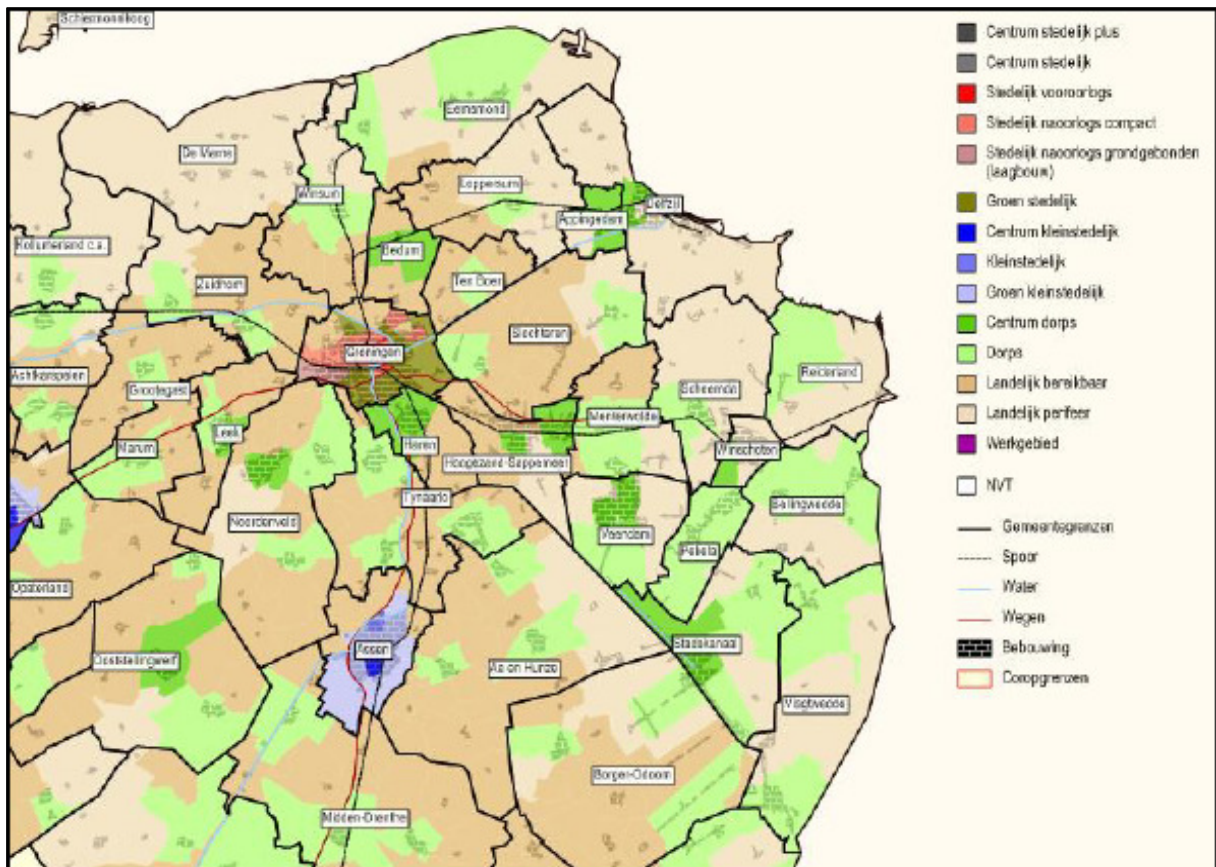 Schiermonnikoog
Eemsmond
De Marne
Winsum
Loppersum
Delfzijl
Appingedam
Kollumerland c.a.
Bedum
Zuidhorn
Ten Boer
Slochteren
Groningen
Reiderland
Achtkarspelen
Grootegast
Scheemda
Menterwolde
Leek
Marum
Haren
Winschoten
Hoogezand-Sappemeer
Tynaarlo
Bellingwedde
Noorderveld
Veendam
Pekela
Opsterland
Stadskanaal
Assen
Ooststellingwerf
Aa en Hunze
Vlagtwedde
Borger-Odoorn
Midden-Drenthe
Centrum stedelijk plus
Centrum stedelijk
Stedelijk vooroorlogs
Stedelijk naoorlogs compact
Stedelijk naoorlogs grondgebonden
(laagbouw)
Groen stedelijk
Centrum kleinstedelijk
Kleinstedelijk
Groen kleinstedelijk
Centrum dorps
Dorps
Landelijk bereikbaar
Landelijk perifeer
Werkgebied
NVT
Gemeentegrenzen
Spoor
Water
Wegen
Bebouwing
Coropgrenzen